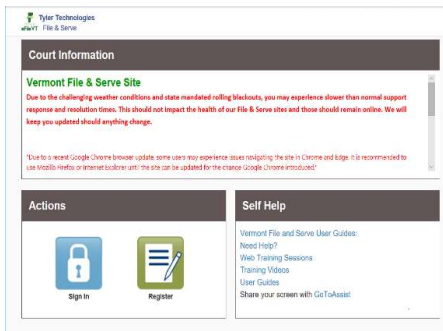 Tyler Technologies
eFileVT File & Serve
Court Information
Vermont File & Serve Site
Due to the challenging weather conditions and state mandated rolling blackouts, you may experience slower than normal support
response and resolution times. This should not impact the health of our File & Serve sites and those should remain online. We will
keep you updated should anything change.
"Due to a recent Google Chrome browser update, some users may experience issues navigating the site in Chrome and Edge. It is recommended to
use Mozilla Firefox or Internet Explorer until the site can be updated for the change Google Chrome introduced."
Actions
Sign In
Register
Self Help
Vermont File and Serve User Guides:
Need Help?
Web Training Sessions
Training Videos
User Guides
Share your screen with GoToAssist